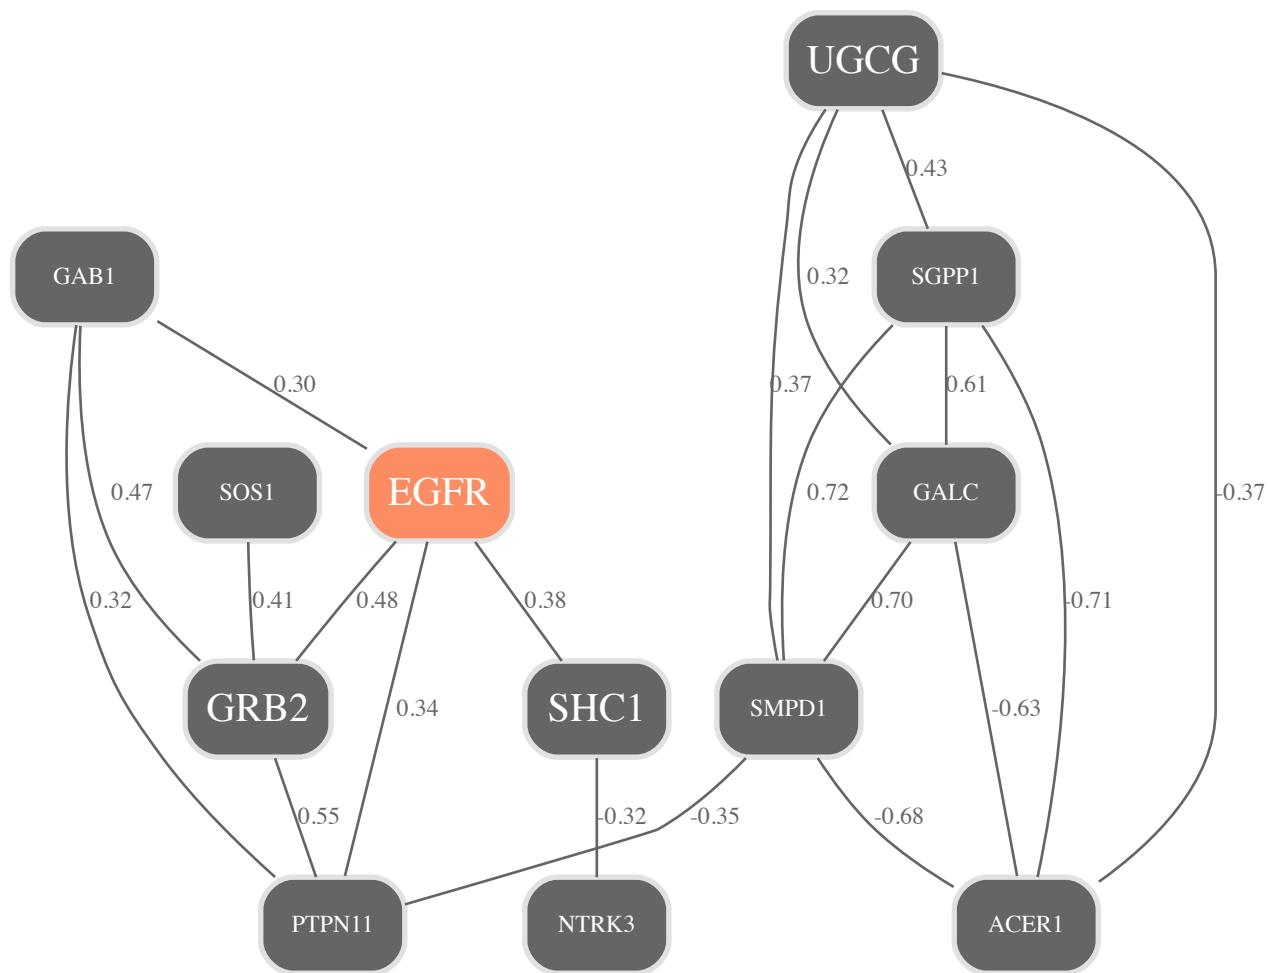 UGCG
0.43
GAB1
0.32
SGPP1
0.30
0.37
0.61
0.47
SOS1
EGFR
0.72
GALC
-0.37
0.32
0.41
0.48
0.38
0.70
-0.71
GRB2
0.34
SHC1
SMPD1
-0.63
0.55
-0.32
-0.35
-0.68
PTPN11
NTRK3
ACER1